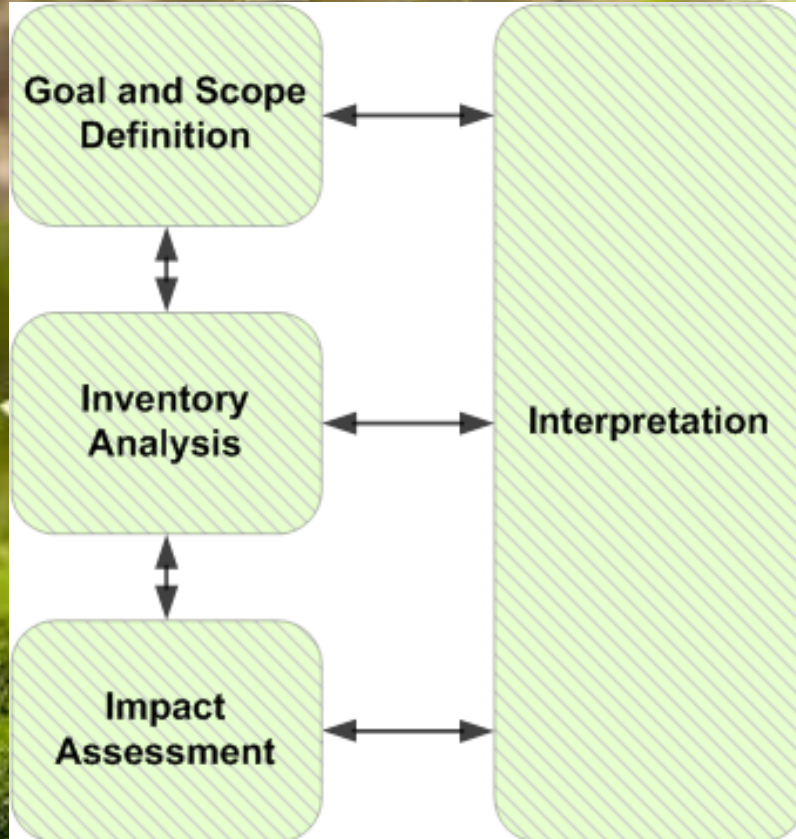 Goal and Scope
Definition
Inventory
Analysis
Interpretation
Impact
Assessment